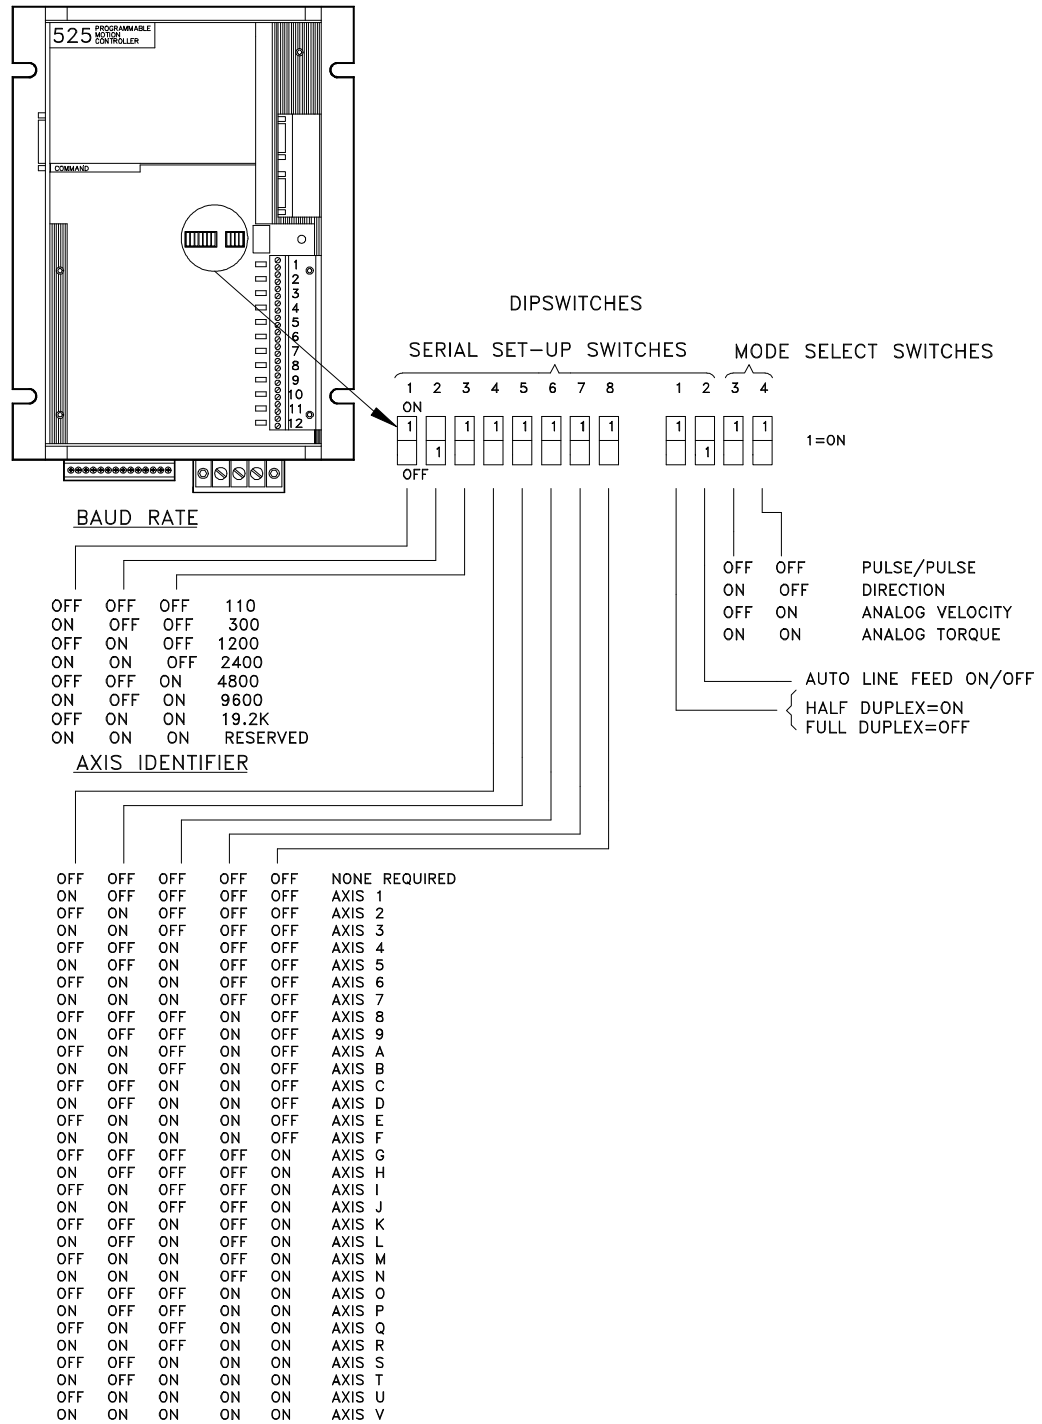 525 PROGRAMMABLE
MOTION
CONTROLLER
COMMAND
1
2
3
4
5
6
7
8
9
10
11
12
DIPSWITCHES
SERIAL SET-UP SWITCHES MODE SELECT SWITCHES
1 2 3 4 5 6 7 8 1 2 3 4
ON
1 1 1 1 1 1 1 1 1 1
1 1
1=ON
OFF
BAUD RATE
OFF OFF OFF 110
ON OFF OFF 300
OFF ON OFF 1200
ON ON OFF 2400
OFF OFF ON 4800
ON OFF ON 9600
OFF ON ON 19.2K
ON ON ON RESERVED
OFF OFF PULSE/PULSE
ON OFF DIRECTION
OFF ON ANALOG VELOCITY
ON ON ANALOG TORQUE
AUTO LINE FEED ON/OFF
HALF DUPLEX=ON
FULL DUPLEX=OFF
AXIS IDENTIFIER
OFF OFF OFF OFF OFF NONE REQUIRED
ON OFF OFF OFF OFF AXIS 1
OFF ON OFF OFF OFF AXIS 2
ON ON OFF OFF OFF AXIS 3
OFF OFF ON OFF OFF AXIS 4
ON OFF ON OFF OFF AXIS 5
OFF ON ON OFF OFF AXIS 6
ON ON ON OFF OFF AXIS 7
OFF OFF OFF ON OFF AXIS 8
ON OFF OFF ON OFF AXIS 9
OFF ON OFF ON OFF AXIS A
ON ON OFF ON OFF AXIS B
OFF OFF ON ON OFF AXIS C
ON OFF ON ON OFF AXIS D
OFF ON ON ON OFF AXIS E
ON ON ON ON OFF AXIS F
OFF OFF OFF OFF ON AXIS G
ON OFF OFF OFF ON AXIS H
OFF ON OFF OFF ON AXIS I
ON ON OFF OFF ON AXIS J
OFF OFF ON OFF ON AXIS K
ON OFF ON OFF ON AXIS L
OFF ON ON OFF ON AXIS M
ON ON ON OFF ON AXIS N
OFF OFF OFF ON ON AXIS O
ON OFF OFF ON ON AXIS P
OFF ON OFF ON ON AXIS Q
ON ON OFF ON ON AXIS R
OFF OFF ON ON ON AXIS S
ON OFF ON ON ON AXIS T
OFF ON ON ON ON AXIS U
ON ON ON ON ON AXIS V